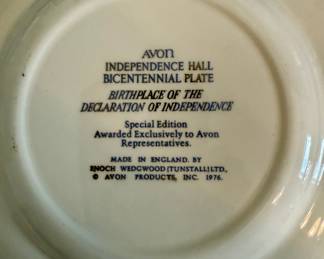 AVON
INDEPENDENCE HALL
BICENTENNIAL PLATE
BIRTHPLACE OF THE
DECLARATION OF INDEPENDENCE
Special Edition
Awarded Exclusively to Avon
Representatives.
MADE IN ENGLAND. BY
ENOCH WEDGWOOD (TUNSTALL) LTD.,
© AVON PRODUCTS, INC. 1976.